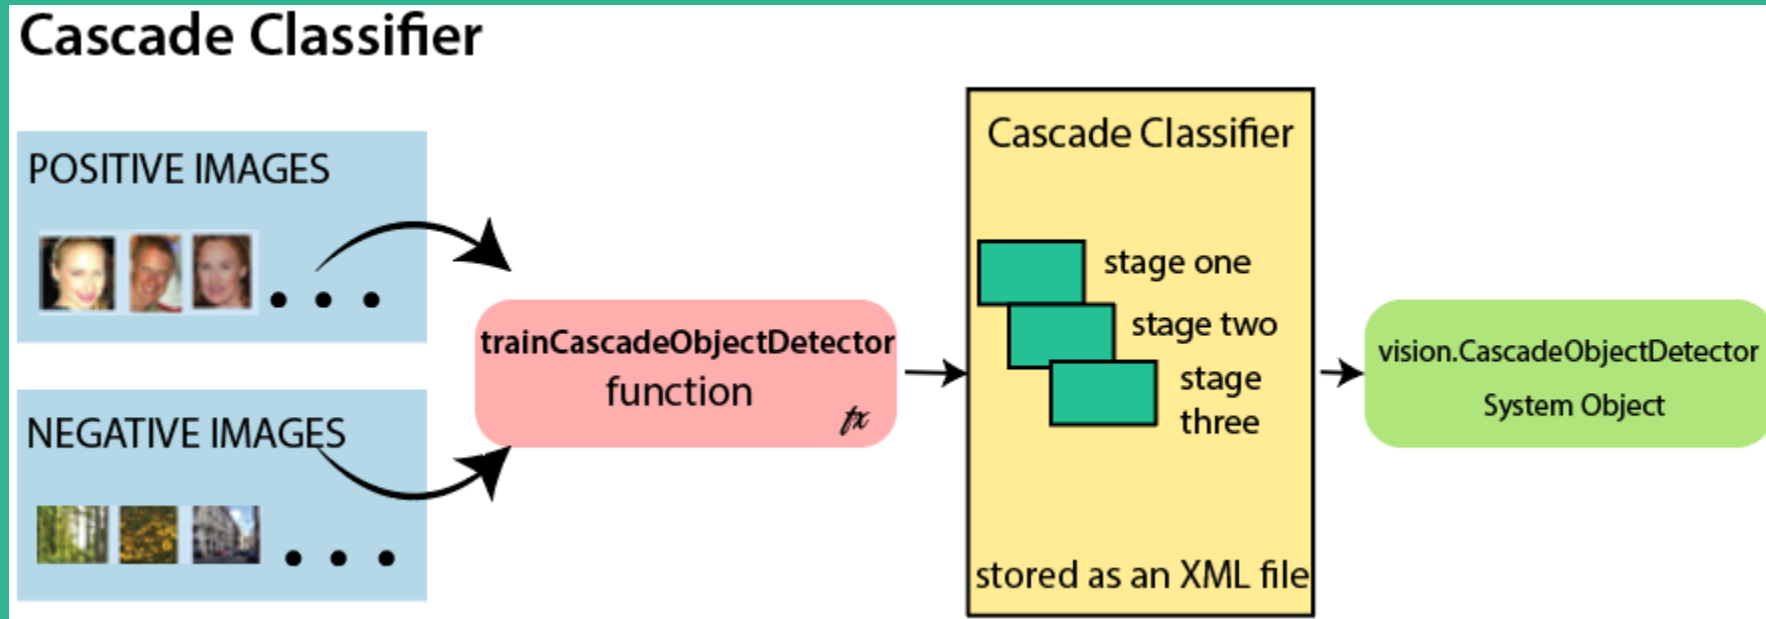 Cascade Classifier
POSITIVE IMAGES
NEGATIVE IMAGES
trainCascadeObjectDetector
function
fx
Cascade Classifier
stage one
stage two
stage
three
stored as an XML file
vision.CascadeObjectDetector
System Object